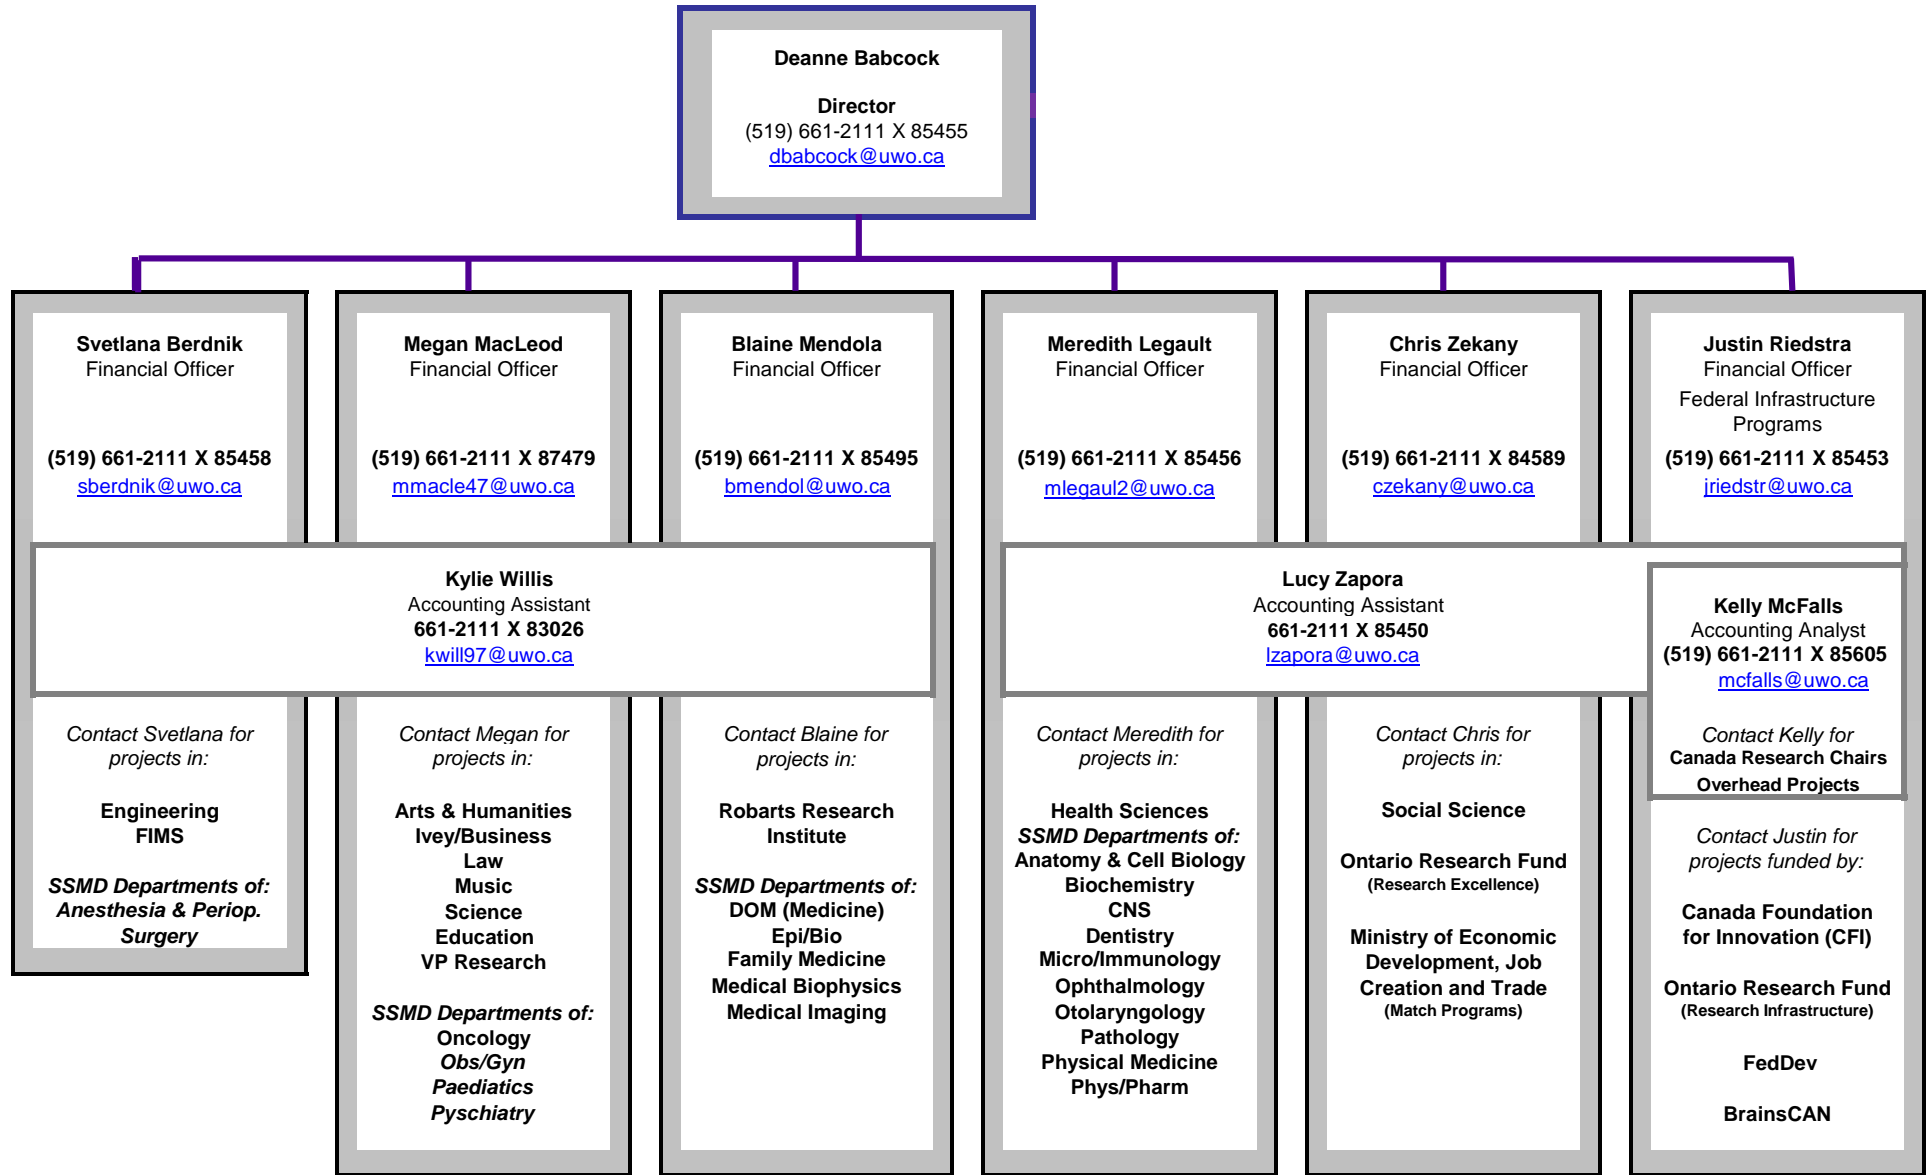 Deanne Babcock
Director
(519) 661-2111 X 85455
dbabcock@uwo.ca
Svetlana Berdnik
Financial Officer
(519) 661-2111 X 85458
sberdnik@uwo.ca
Megan MacLeod
Financial Officer
(519) 661-2111 X 87479
mmacle47@uwo.ca
Blaine Mendola
Financial Officer
(519) 661-2111 X 85495
bmendol@uwo.ca
Meredith Legault
Financial Officer
(519) 661-2111 X 85456
mlegaul2@uwo.ca
Chris Zekany
Financial Officer
(519) 661-2111 X 84589
czekany@uwo.ca
Justin Riedstra
Financial Officer
Federal Infrastructure
Programs
(519) 661-2111 X 85453
jriedstr@uwo.ca
Kylie Willis
Accounting Assistant
661-2111 X 83026
kwill97@uwo.ca
Lucy Zapora
Accounting Assistant
661-2111 X 85450
lzapora@uwo.ca
Kelly McFalls
Accounting Analyst
(519) 661-2111 X 85605
mcfalls@uwo.ca
Contact Kelly for
Canada Research Chairs
Overhead Projects
Contact Svetlana for
projects in:
Engineering
FIMS
SSMD Departments of:
Anesthesia & Periop.
Surgery
Contact Megan for
projects in:
Arts & Humanities
Ivey/Business
Law
Music
Science
Education
VP Research
SSMD Departments of:
Oncology
Obs/Gyn
Paediatics
Pyschiatry
Contact Blaine for
projects in:
Robarts Research
Institute
SSMD Departments of:
DOM (Medicine)
Epi/Bio
Family Medicine
Medical Biophysics
Medical Imaging
Contact Meredith for
projects in:
Health Sciences
SSMD Departments of:
Anatomy & Cell Biology
Biochemistry
CNS
Dentistry
Micro/Immunology
Ophthalmology
Otolaryngology
Pathology
Physical Medicine
Phys/Pharm
Contact Chris for
projects in:
Social Science
Ontario Research Fund
(Research Excellence)
Ministry of Economic
Development, Job
Creation and Trade
(Match Programs)
Contact Justin for
projects funded by:
Canada Foundation
for Innovation (CFI)
Ontario Research Fund
(Research Infrastructure)
FedDev
BrainsCAN